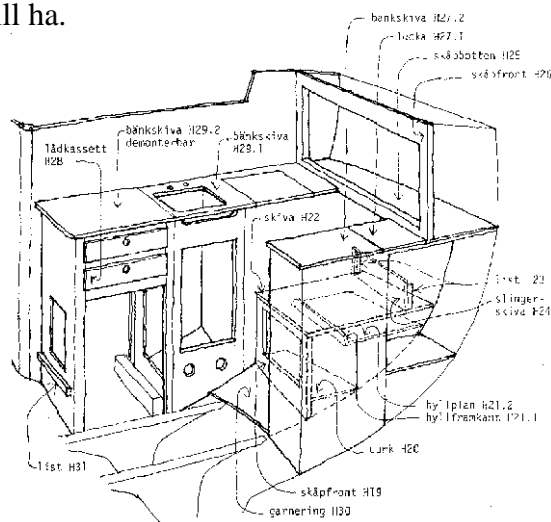 ll ha.
bänkskiva H27.2
lucka H27.1
skåpbotten H25
skåpfront H26
bänkskiva H29.2
demonterbar
bänkskiva
H29.1
lådkassett
H28
skiva H22
list H23
slinger-
skiva H24
hyllplan H21.2
hyllframkant H21.1
durk H20
list H31
skåpfront H19
garnering H30